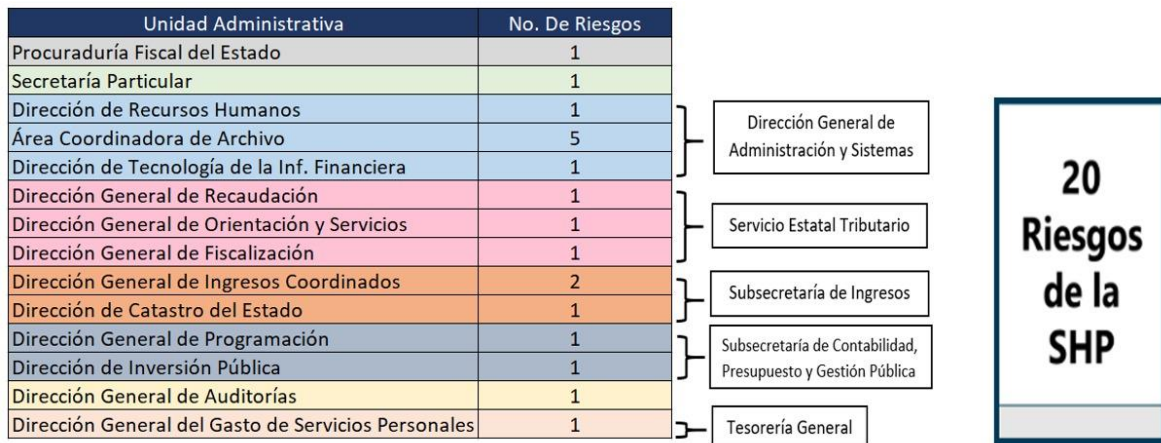 Unidad Administrativa No. De Riesgos
Procuraduría Fiscal del Estado 1
Secretaría Particular 1
Dirección de Recursos Humanos 1
Área Coordinadora de Archivo 5
Dirección de Tecnología de la Inf. Financiera 1
Dirección General de Recaudación 1
Dirección General de Orientación y Servicios 1
Dirección General de Fiscalización 1
Dirección General de Ingresos Coordinados 2
Dirección de Catastro del Estado 1
Dirección General de Programación 1
Dirección de Inversión Pública 1
Dirección General de Auditorías 1
Dirección General del Gasto de Servicios Personales 1
Dirección General de
Administración y Sistemas
Servicio Estatal Tributario
Subsecretaría de Ingresos
Subsecretaría de Contabilidad,
Presupuesto y Gestión Pública
Tesorería General
20
Riesgos
de la
SHP